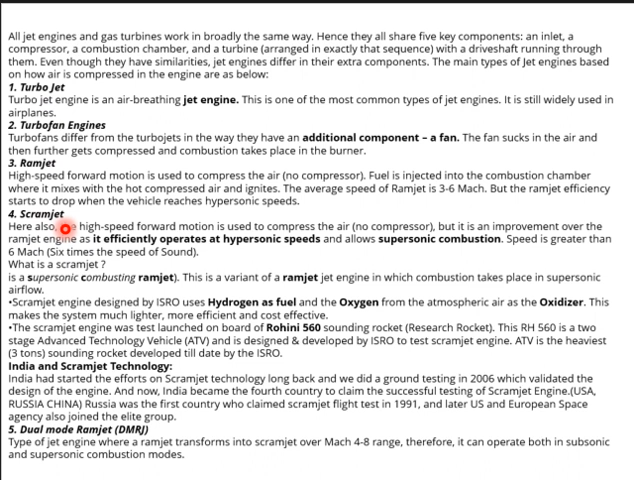 All jet engines and gas turbines work in broadly the same way. Hence they all share five key components: an inlet, a
compressor, a combustion chamber, and a turbine (arranged in exactly that sequence) with a driveshaft running through
them. Even though they have similarities, jet engines differ in their extra components. The main types of Jet engines based
on how air is compressed in the engine are as below:
1. Turbo Jet
Turbo jet engine is an air-breathing jet engine. This is one of the most common types of jet engines. It is still widely used in
airplanes.
2. Turbofan Engines
Turbofans differ from the turbojets in the way they have an additional component – a fan. The fan sucks in the air and
then further gets compressed and combustion takes place in the burner.
3. Ramjet
High-speed forward motion is used to compress the air (no compressor). Fuel is injected into the combustion chamber
where it mixes with the hot compressed air and ignites. The average speed of Ramjet is 3-6 Mach. But the ramjet efficiency
starts to drop when the vehicle reaches hypersonic speeds.
4. Scramjet
Here also, high-speed forward motion is used to compress the air (no compressor), but it is an improvement over the
ramjet engine as it efficiently operates at hypersonic speeds and allows supersonic combustion. Speed is greater than
6 Mach (Six times the speed of Sound).
What is a scramjet ?
is a supersonic combusting ramjet). This is a variant of a ramjet jet engine in which combustion takes place in supersonic
airflow.
•Scramjet engine designed by ISRO uses Hydrogen as fuel and the Oxygen from the atmospheric air as the Oxidizer. This
makes the system much lighter, more efficient and cost effective.
•The scramjet engine was test launched on board of Rohini 560 sounding rocket (Research Rocket). This RH 560 is a two
stage Advanced Technology Vehicle (ATV) and is designed & developed by ISRO to test scramjet engine. ATV is the heaviest
(3 tons) sounding rocket developed till date by the ISRO.
India and Scramjet Technology:
India had started the efforts on Scramjet technology long back and we did a ground testing in 2006 which validated the
design of the engine. And now, India became the fourth country to claim the successful testing of Scramjet Engine.(USA,
RUSSIA CHINA) Russia was the first country who claimed scramjet flight test in 1991, and later US and European Space
agency also joined the elite group.
5. Dual mode Ramjet (DMRJ)
Type of jet engine where a ramjet transforms into scramjet over Mach 4-8 range, therefore, it can operate both in subsonic
and supersonic combustion modes.